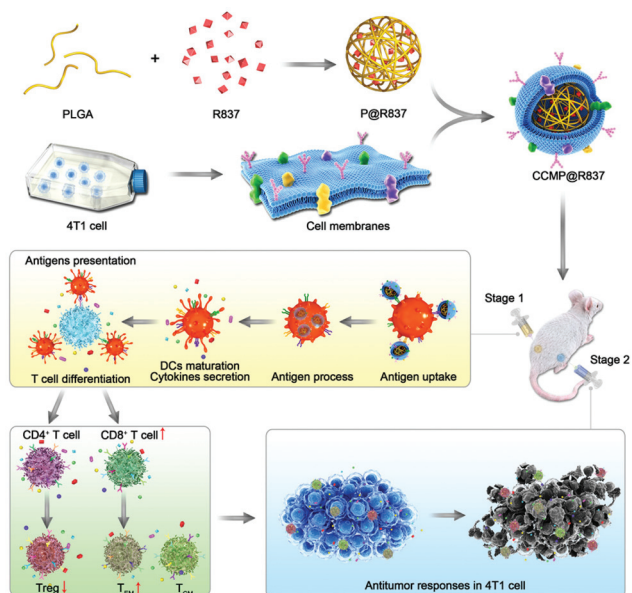 +
PLGA
R837
P@R837
CCMP@R837
4T1 cell
Cell membranes
Antigens presentation
T cell differentiation
DCs maturation
Cytokines secretion
Antigen process
Antigen uptake
Stage 1
Stage 2
CD4⁺ T cell
CD8⁺ T cell ↑
Treg ↓
T_EM ↑
Antitumor responses in 4T1 cell